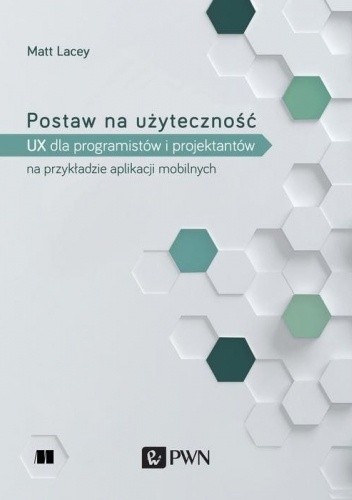 Matt Lacey
Postaw na użyteczność
UX dla programistów i projektantów
na przykładzie aplikacji mobilnych
PWN